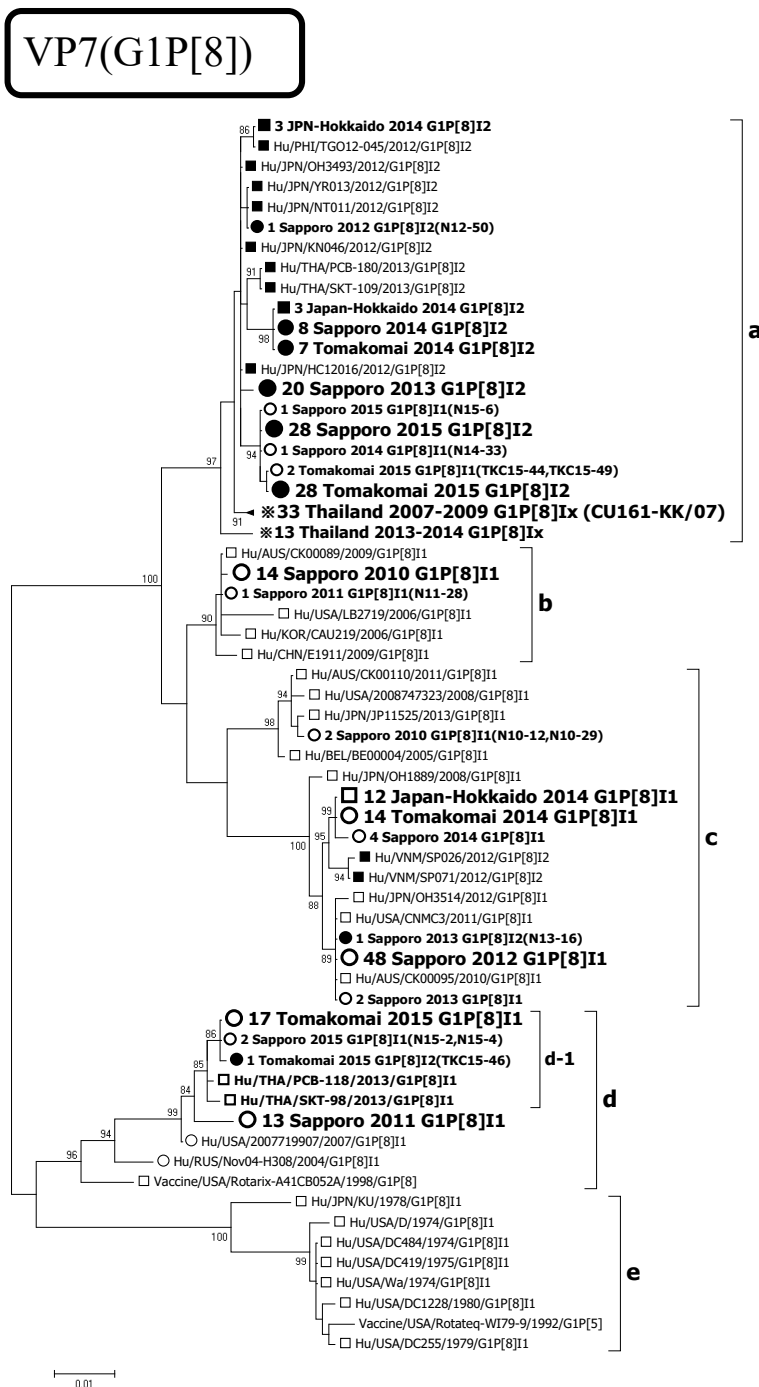 VP7(G1P[8])
86
3 JPN-Hokkaido 2014 G1P[8]I2
Hu/PHI/TGO12-045/2012/G1P[8]I2
Hu/JPN/OH3493/2012/G1P[8]I2
Hu/JPN/YR013/2012/G1P[8]I2
Hu/JPN/NT011/2012/G1P[8]I2
1 Sapporo 2012 G1P[8]I2(N12-50)
Hu/JPN/KN046/2012/G1P[8]I2
91
Hu/THA/PCB-180/2013/G1P[8]I2
Hu/THA/SKT-109/2013/G1P[8]I2
3 Japan-Hokkaido 2014 G1P[8]I2
8 Sapporo 2014 G1P[8]I2
98
7 Tomakomai 2014 G1P[8]I2
a
Hu/JPN/HC12016/2012/G1P[8]I2
20 Sapporo 2013 G1P[8]I2
1 Sapporo 2015 G1P[8]I1(N15-6)
28 Sapporo 2015 G1P[8]I2
94
1 Sapporo 2014 G1P[8]I1(N14-33)
97
2 Tomakomai 2015 G1P[8]I1(TKC15-44,TKC15-49)
28 Tomakomai 2015 G1P[8]I2
91
※33 Thailand 2007-2009 G1P[8]Ix (CU161-KK/07)
※13 Thailand 2013-2014 G1P[8]Ix
Hu/AUS/CK00089/2009/G1P[8]I1
100
14 Sapporo 2010 G1P[8]I1
1 Sapporo 2011 G1P[8]I1(N11-28)
b
90
Hu/USA/LB2719/2006/G1P[8]I1
Hu/KOR/CAU219/2006/G1P[8]I1
Hu/CHN/E1911/2009/G1P[8]I1
Hu/AUS/CK00110/2011/G1P[8]I1
94
Hu/USA/2008747323/2008/G1P[8]I1
98
Hu/JPN/JP11525/2013/G1P[8]I1
2 Sapporo 2010 G1P[8]I1(N10-12,N10-29)
Hu/BEL/BE00004/2005/G1P[8]I1
Hu/JPN/OH1889/2008/G1P[8]I1
12 Japan-Hokkaido 2014 G1P[8]I1
99
14 Tomakomai 2014 G1P[8]I1
95
4 Sapporo 2014 G1P[8]I1
c
100
Hu/VNM/SP026/2012/G1P[8]I2
94
Hu/VNM/SP071/2012/G1P[8]I2
88
Hu/JPN/OH3514/2012/G1P[8]I1
Hu/USA/CNMC3/2011/G1P[8]I1
1 Sapporo 2013 G1P[8]I2(N13-16)
89
48 Sapporo 2012 G1P[8]I1
Hu/AUS/CK00095/2010/G1P[8]I1
2 Sapporo 2013 G1P[8]I1
17 Tomakomai 2015 G1P[8]I1
86
2 Sapporo 2015 G1P[8]I1(N15-2,N15-4)
85
1 Tomakomai 2015 G1P[8]I2(TKC15-46)
d-1
84
Hu/THA/PCB-118/2013/G1P[8]I1
Hu/THA/SKT-98/2013/G1P[8]I1
d
99
13 Sapporo 2011 G1P[8]I1
94
Hu/USA/2007719907/2007/G1P[8]I1
96
Hu/RUS/Nov04-H308/2004/G1P[8]I1
Vaccine/USA/Rotarix-A41CB052A/1998/G1P[8]
Hu/JPN/KU/1978/G1P[8]I1
100
Hu/USA/D/1974/G1P[8]I1
Hu/USA/DC484/1974/G1P[8]I1
99
Hu/USA/DC419/1975/G1P[8]I1
e
Hu/USA/Wa/1974/G1P[8]I1
Hu/USA/DC1228/1980/G1P[8]I1
Vaccine/USA/Rotateq-WI79-9/1992/G1P[5]
Hu/USA/DC255/1979/G1P[8]I1
0.01